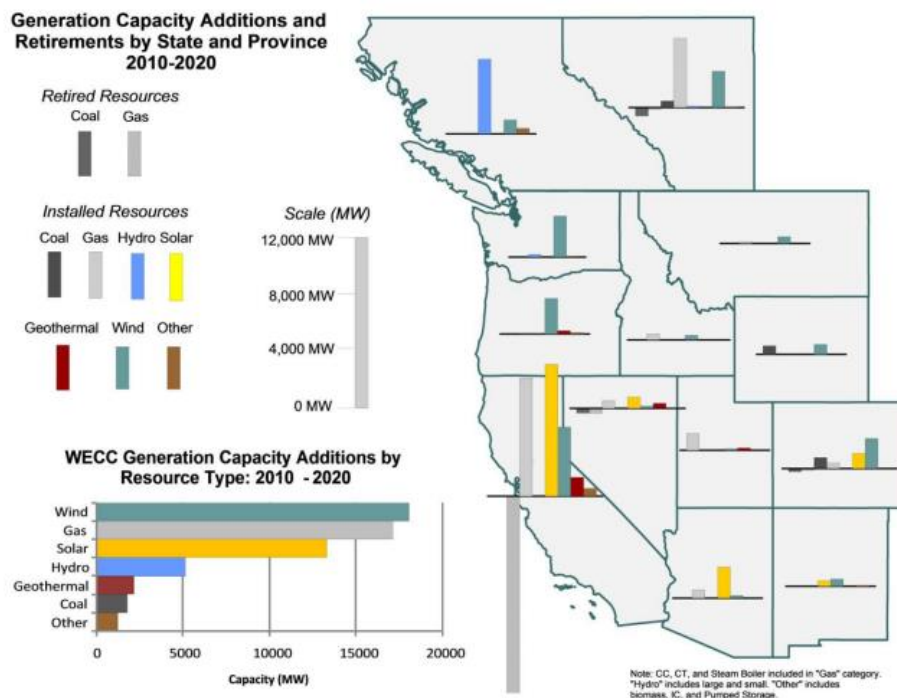 Generation Capacity Additions and
Retirements by State and Province
2010-2020
Retired Resources
Coal Gas
Installed Resources
Coal Gas Hydro Solar
Geothermal Wind Other
Scale (MW)
12,000 MW
8,000 MW
4,000 MW
0 MW
WECC Generation Capacity Additions by
Resource Type: 2010 - 2020
Wind
Gas
Solar
Hydro
Geothermal
Coal
Other
0 5000 10000 15000 20000
Capacity (MW)
Note: CC, CT, and Steam Boiler included in "Gas" category.
"Hydro" includes large and small. "Other" includes
biomass, IC, and Pumped Storage.